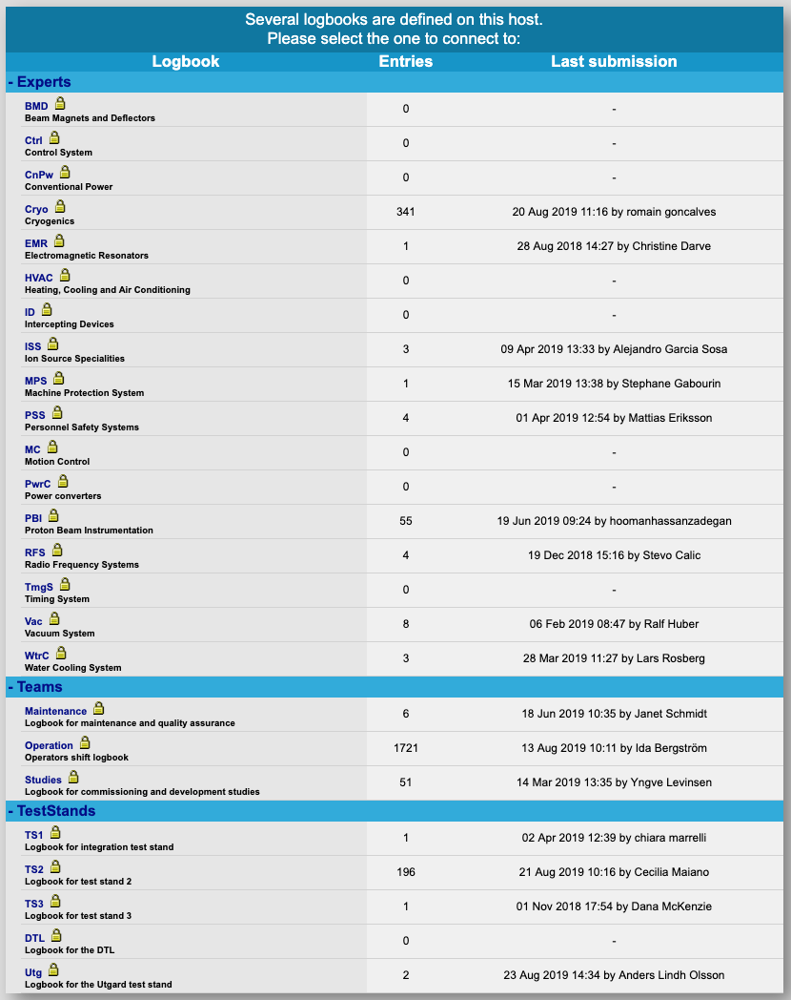 Several logbooks are defined on this host.
Please select the one to connect to:
Logbook Entries Last submission
- Experts
BMD
Beam Magnets and Deflectors
0 -
Ctrl
Control System
0 -
CnPw
Conventional Power
0 -
Cryo
Cryogenics
341 20 Aug 2019 11:16 by romain goncalves
EMR
Electromagnetic Resonators
1 28 Aug 2018 14:27 by Christine Darve
HVAC
Heating, Cooling and Air Conditioning
0 -
ID
Intercepting Devices
0 -
ISS
Ion Source Specialities
3 09 Apr 2019 13:33 by Alejandro Garcia Sosa
MPS
Machine Protection System
1 15 Mar 2019 13:38 by Stephane Gabourin
PSS
Personnel Safety Systems
4 01 Apr 2019 12:54 by Mattias Eriksson
MC
Motion Control
0 -
PwrC
Power converters
0 -
PBI
Proton Beam Instrumentation
55 19 Jun 2019 09:24 by hoomanhassanzadegan
RFS
Radio Frequency Systems
4 19 Dec 2018 15:16 by Stevo Calic
TmgS
Timing System
0 -
Vac
Vacuum System
8 06 Feb 2019 08:47 by Ralf Huber
WtrC
Water Cooling System
3 28 Mar 2019 11:27 by Lars Rosberg
- Teams
Maintenance
Logbook for maintenance and quality assurance
6 18 Jun 2019 10:35 by Janet Schmidt
Operation
Operators shift logbook
1721 13 Aug 2019 10:11 by Ida Bergström
Studies
Logbook for commissioning and development studies
51 14 Mar 2019 13:35 by Yngve Levinsen
- TestStands
TS1
Logbook for integration test stand
1 02 Apr 2019 12:39 by chiara marrelli
TS2
Logbook for test stand 2
196 21 Aug 2019 10:16 by Cecilia Maiano
TS3
Logbook for test stand 3
1 01 Nov 2018 17:54 by Dana McKenzie
DTL
Logbook for the DTL
0 -
Utg
Logbook for the Utgard test stand
2 23 Aug 2019 14:34 by Anders Lindh Olsson